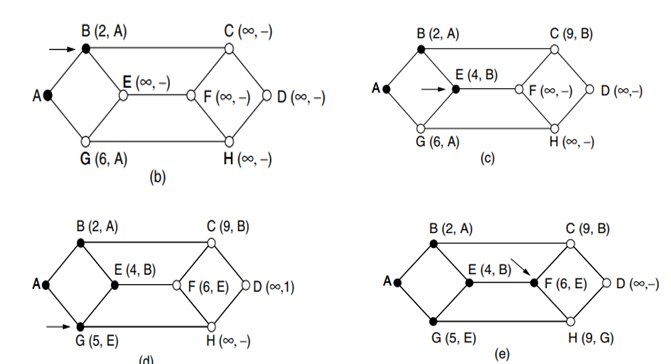 B (2, A) C (∞, –)
A E (∞, –) F (∞, –) D (∞, –)
G (6, A) H (∞, –)
(b)
B (2, A) C (9, B)
A E (4, B) F (∞, –) D (∞,–)
G (6, A) H (∞, –)
(c)
B (2, A) C (9, B)
A E (4, B) F (6, E) D (∞,1)
G (5, E) H (∞, –)
(d)
B (2, A) C (9, B)
A E (4, B) F (6, E) D (∞,–)
G (5, E) H (9, G)
(e)